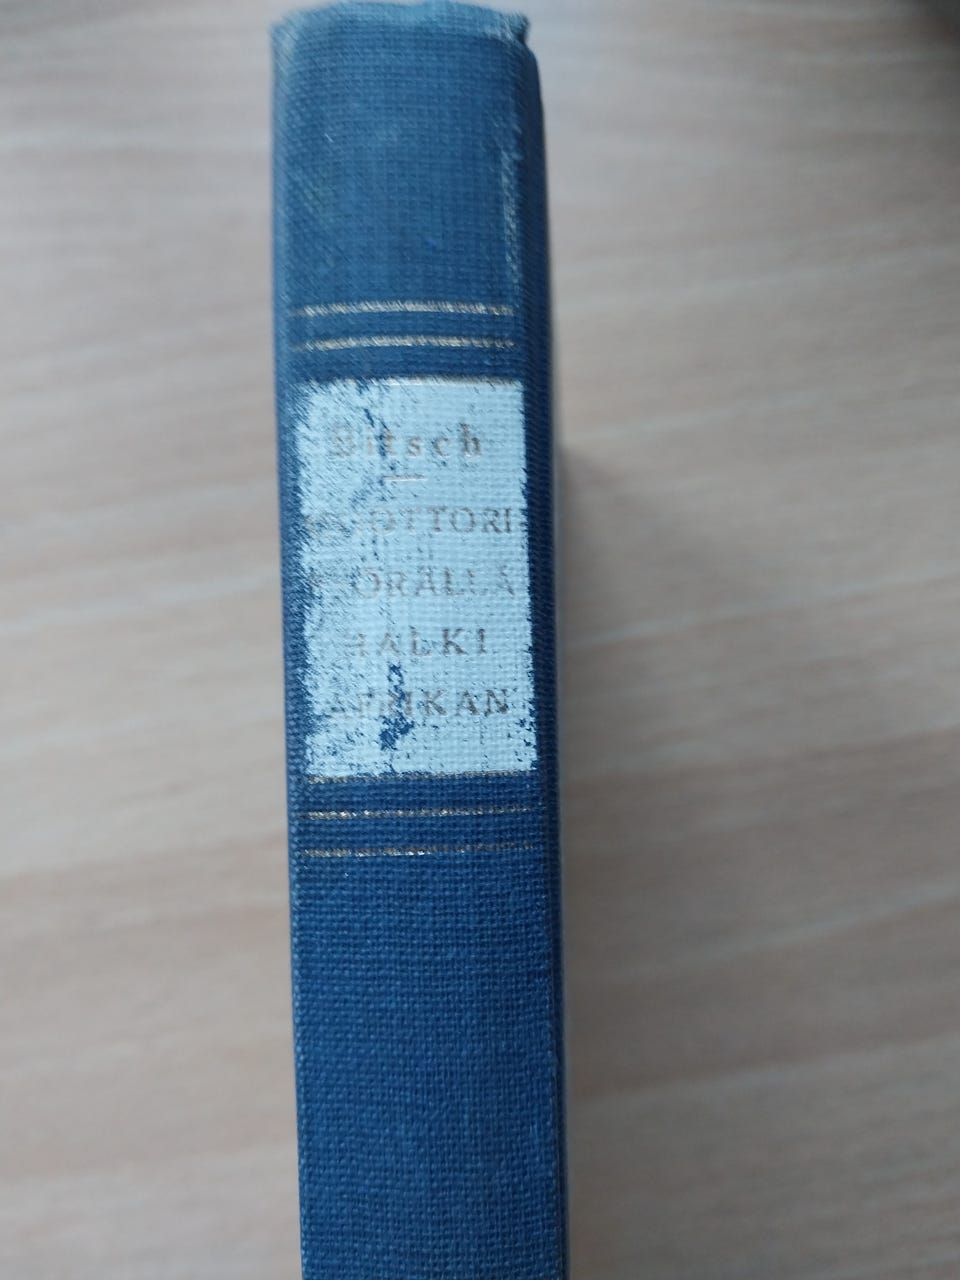 Bitsch
MOOTTORI-
PYÖRÄLLÄ
HALKI
AFRIKAN